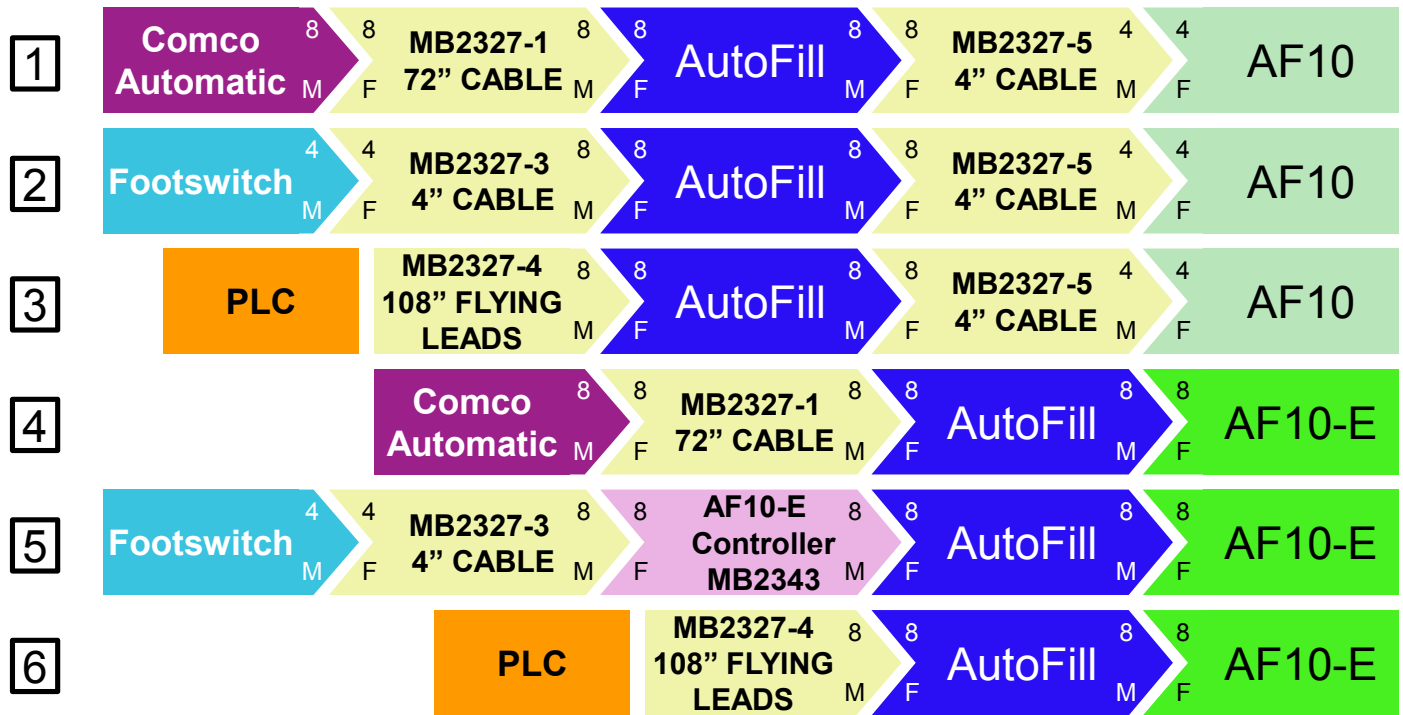 1
Comco
Automatic
8
M
8
F
MB2327-1
72” CABLE
8
M
8
F
AutoFill
8
M
8
F
MB2327-5
4” CABLE
4
M
4
F
AF10
2
Footswitch
4
M
4
F
MB2327-3
4” CABLE
8
M
8
F
AutoFill
8
M
8
F
MB2327-5
4” CABLE
4
M
4
F
AF10
3
PLC
MB2327-4
108” FLYING
LEADS
8
M
8
F
AutoFill
8
M
8
F
MB2327-5
4” CABLE
4
M
4
F
AF10
4
Comco
Automatic
8
M
8
F
MB2327-1
72” CABLE
8
M
8
F
AutoFill
8
M
8
F
AF10-E
5
Footswitch
4
M
4
F
MB2327-3
4” CABLE
8
M
8
F
AF10-E
Controller
MB2343
8
M
8
F
AutoFill
8
M
8
F
AF10-E
6
PLC
MB2327-4
108” FLYING
LEADS
8
M
8
F
AutoFill
8
M
8
F
AF10-E